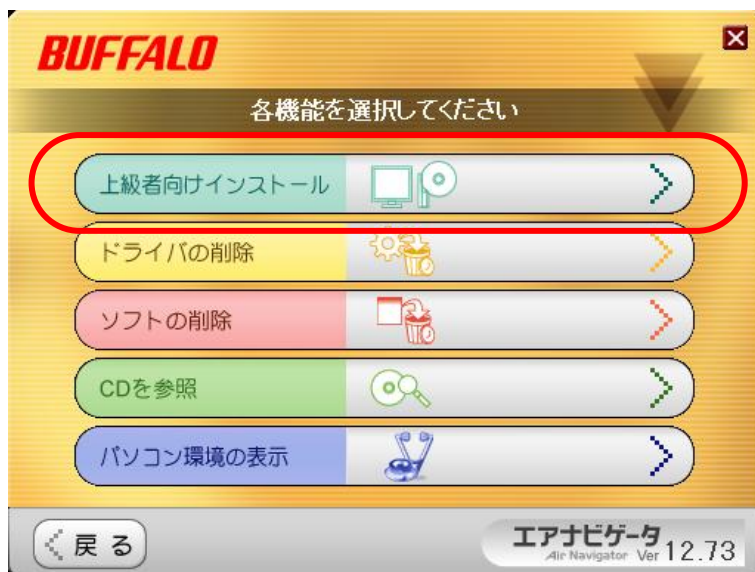 BUFFALO
各機能を選択してください
上級者向けインストール
ドライバの削除
ソフトの削除
CDを参照
パソコン環境の表示
戻る
エアナビゲータ
Air Navigator Ver 12.73